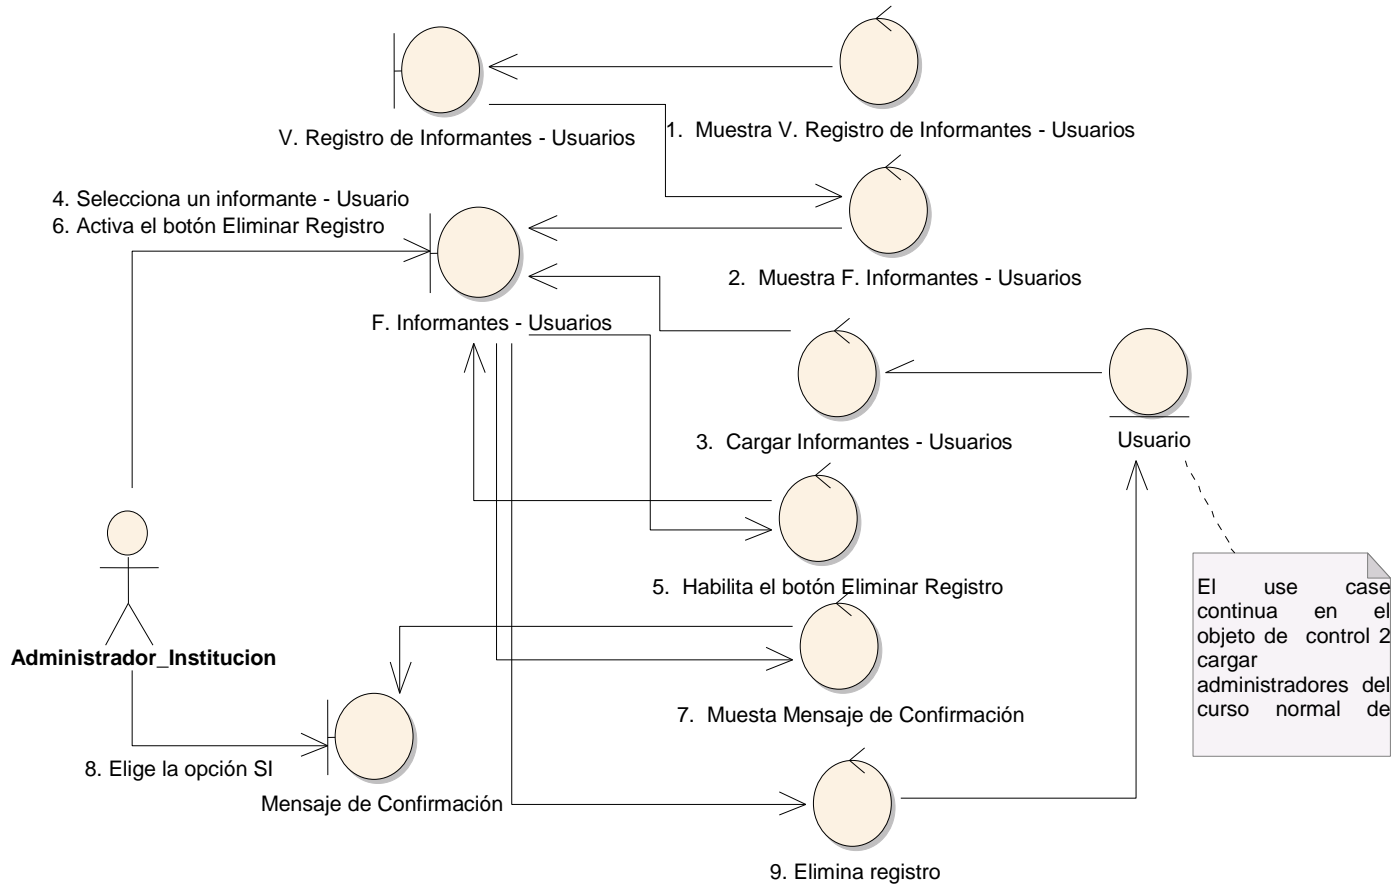 V. Registro de Informantes - Usuarios
1. Muestra V. Registro de Informantes - Usuarios
4. Selecciona un informante - Usuario
6. Activa el botón Eliminar Registro
2. Muestra F. Informantes - Usuarios
F. Informantes - Usuarios
3. Cargar Informantes - Usuarios
Usuario
5. Habilita el botón Eliminar Registro
El use case
continua en el
objeto de control 2
cargar
administradores del
curso normal de
Administrador_Institucion
7. Muesta Mensaje de Confirmación
8. Elige la opción SI
Mensaje de Confirmación
9. Elimina registro